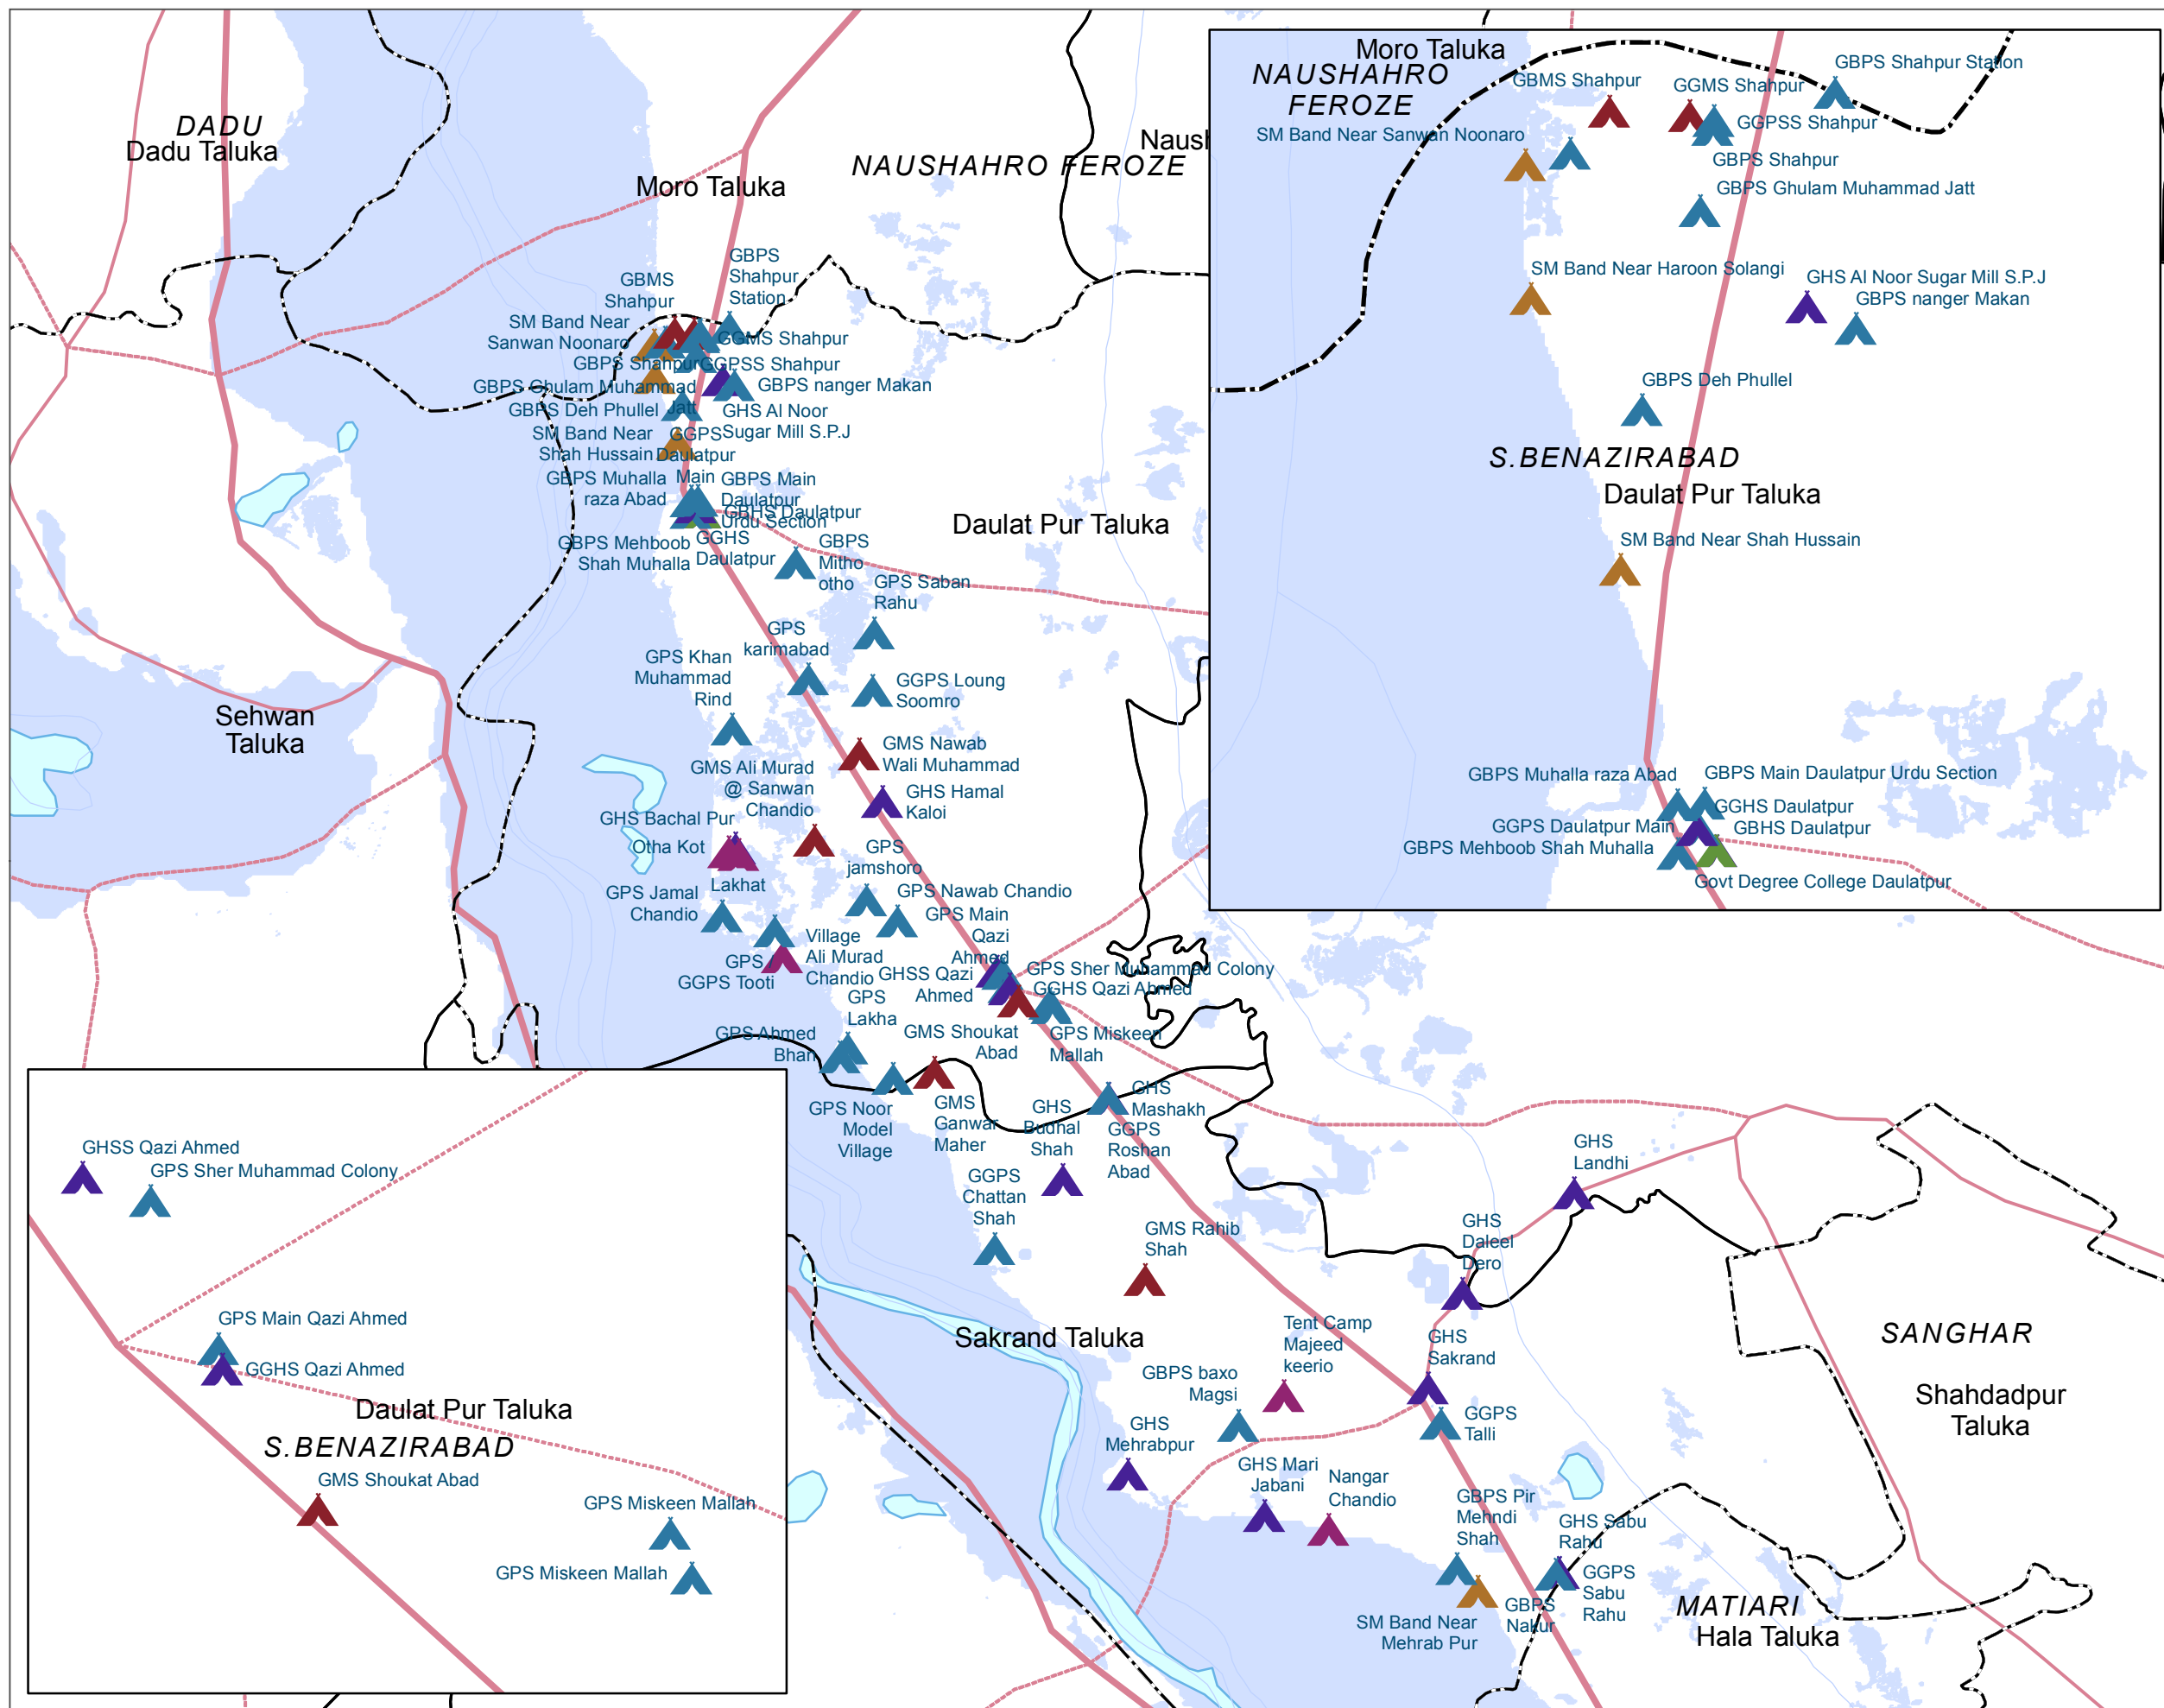 DADU
Dadu Taluka
Moro Taluka
NAUSHAHRO FEROZE
Naush
Sehwan
Taluka
Daulat Pur Taluka
GBPS
Shahpur
Station
GBMS
Shahpur
SM Band Near
Sanwan Noonaro
GGMS Shahpur
GBPS Shahpur
GGPSS Shahpur
GBPS Ghulam Muhammad
Jatt
GBPS nanger Makan
GBPS Deh Phullel
GHS Al Noor
Sugar Mill S.P.J
SM Band Near
Shah Hussain
GGPS
Daulatpur
Main
GBPS Muhalla
raza Abad
GBPS Main
Daulatpur
Urdu Section
GBHS Daulatpur
GBPS Mehboob
Shah Muhalla
GGHS
Daulatpur
GBPS
Mitho
otho
GPS Saban
Rahu
GPS
karimabad
GPS Khan
Muhammad
Rind
GGPS Loung
Soomro
GMS Nawab
Wali Muhammad
GMS Ali Murad
@ Sanwan
Chandio
GHS Hamal
Kaloi
GHS Bachal Pur
Otha Kot
Lakhat
GPS
jamshoro
GPS Jamal
Chandio
GPS Nawab Chandio
GPS Main
Qazi
Ahmed
Village
Ali Murad
Chandio
GPS
GGPS Tooti
GHSS Qazi
Ahmed
GPS Sher Muhammad Colony
GGHS Qazi Ahmed
GPS
Lakha
GMS Shoukat
Abad
GPS Miskeen
Mallah
GPS Ahmed
Bhan
GPS Noor
Model
Village
GMS
Ganwar
Maher
GHS
Budhal
Shah
GHS
Mashakh
GGPS
Roshan
Abad
GGPS
Chattan
Shah
GMS Rahib
Shah
GHS
Landhi
GHS
Daleel
Dero
Sakrand Taluka
Tent Camp
Majeed
keerio
GHS
Sakrand
GBPS baxo
Magsi
GGPS
Talli
GHS
Mehrabpur
GHS Mari
Jabani
Nangar
Chandio
GBPS Pir
Mehndi
Shah
GHS Sabu
Rahu
GGPS
Sabu
Rahu
GBPS
Nakur
SM Band Near
Mehrab Pur
SANGHAR
Shahdadpur
Taluka
MATIARI
Hala Taluka
Moro Taluka
NAUSHAHRO
FEROZE
GBMS Shahpur
GGMS Shahpur
GBPS Shahpur Station
SM Band Near Sanwan Noonaro
GGPSS Shahpur
GBPS Shahpur
GBPS Ghulam Muhammad Jatt
SM Band Near Haroon Solangi
GHS Al Noor Sugar Mill S.P.J
GBPS nanger Makan
GBPS Deh Phullel
S.BENAZIRABAD
Daulat Pur Taluka
SM Band Near Shah Hussain
GBPS Muhalla raza Abad
GBPS Main Daulatpur Urdu Section
GGHS Daulatpur
GGPS Daulatpur Main
GBHS Daulatpur
GBPS Mehboob Shah Muhalla
Govt Degree College Daulatpur
GHSS Qazi Ahmed
GPS Sher Muhammad Colony
GPS Main Qazi Ahmed
GGHS Qazi Ahmed
Daulat Pur Taluka
S.BENAZIRABAD
GMS Shoukat Abad
GPS Miskeen Mallah
GPS Miskeen Mallah